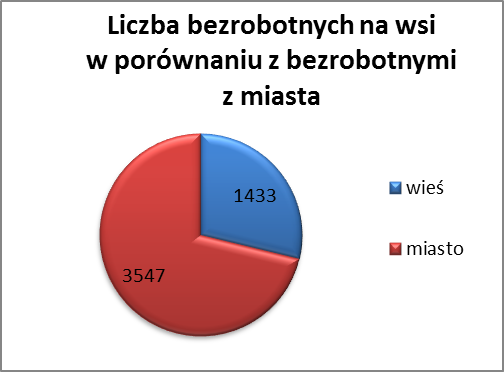 Liczba bezrobotnych na wsi
w porównaniu z bezrobotnymi
z miasta
1433
3547
wieś
miasto